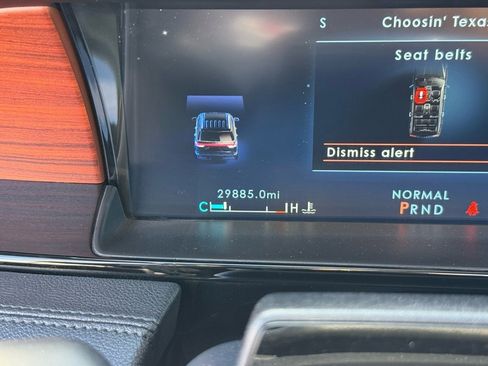 S Choosin' Texas
Seat belts
Dismiss alert
29885.0mi
C H
NORMAL
PRND